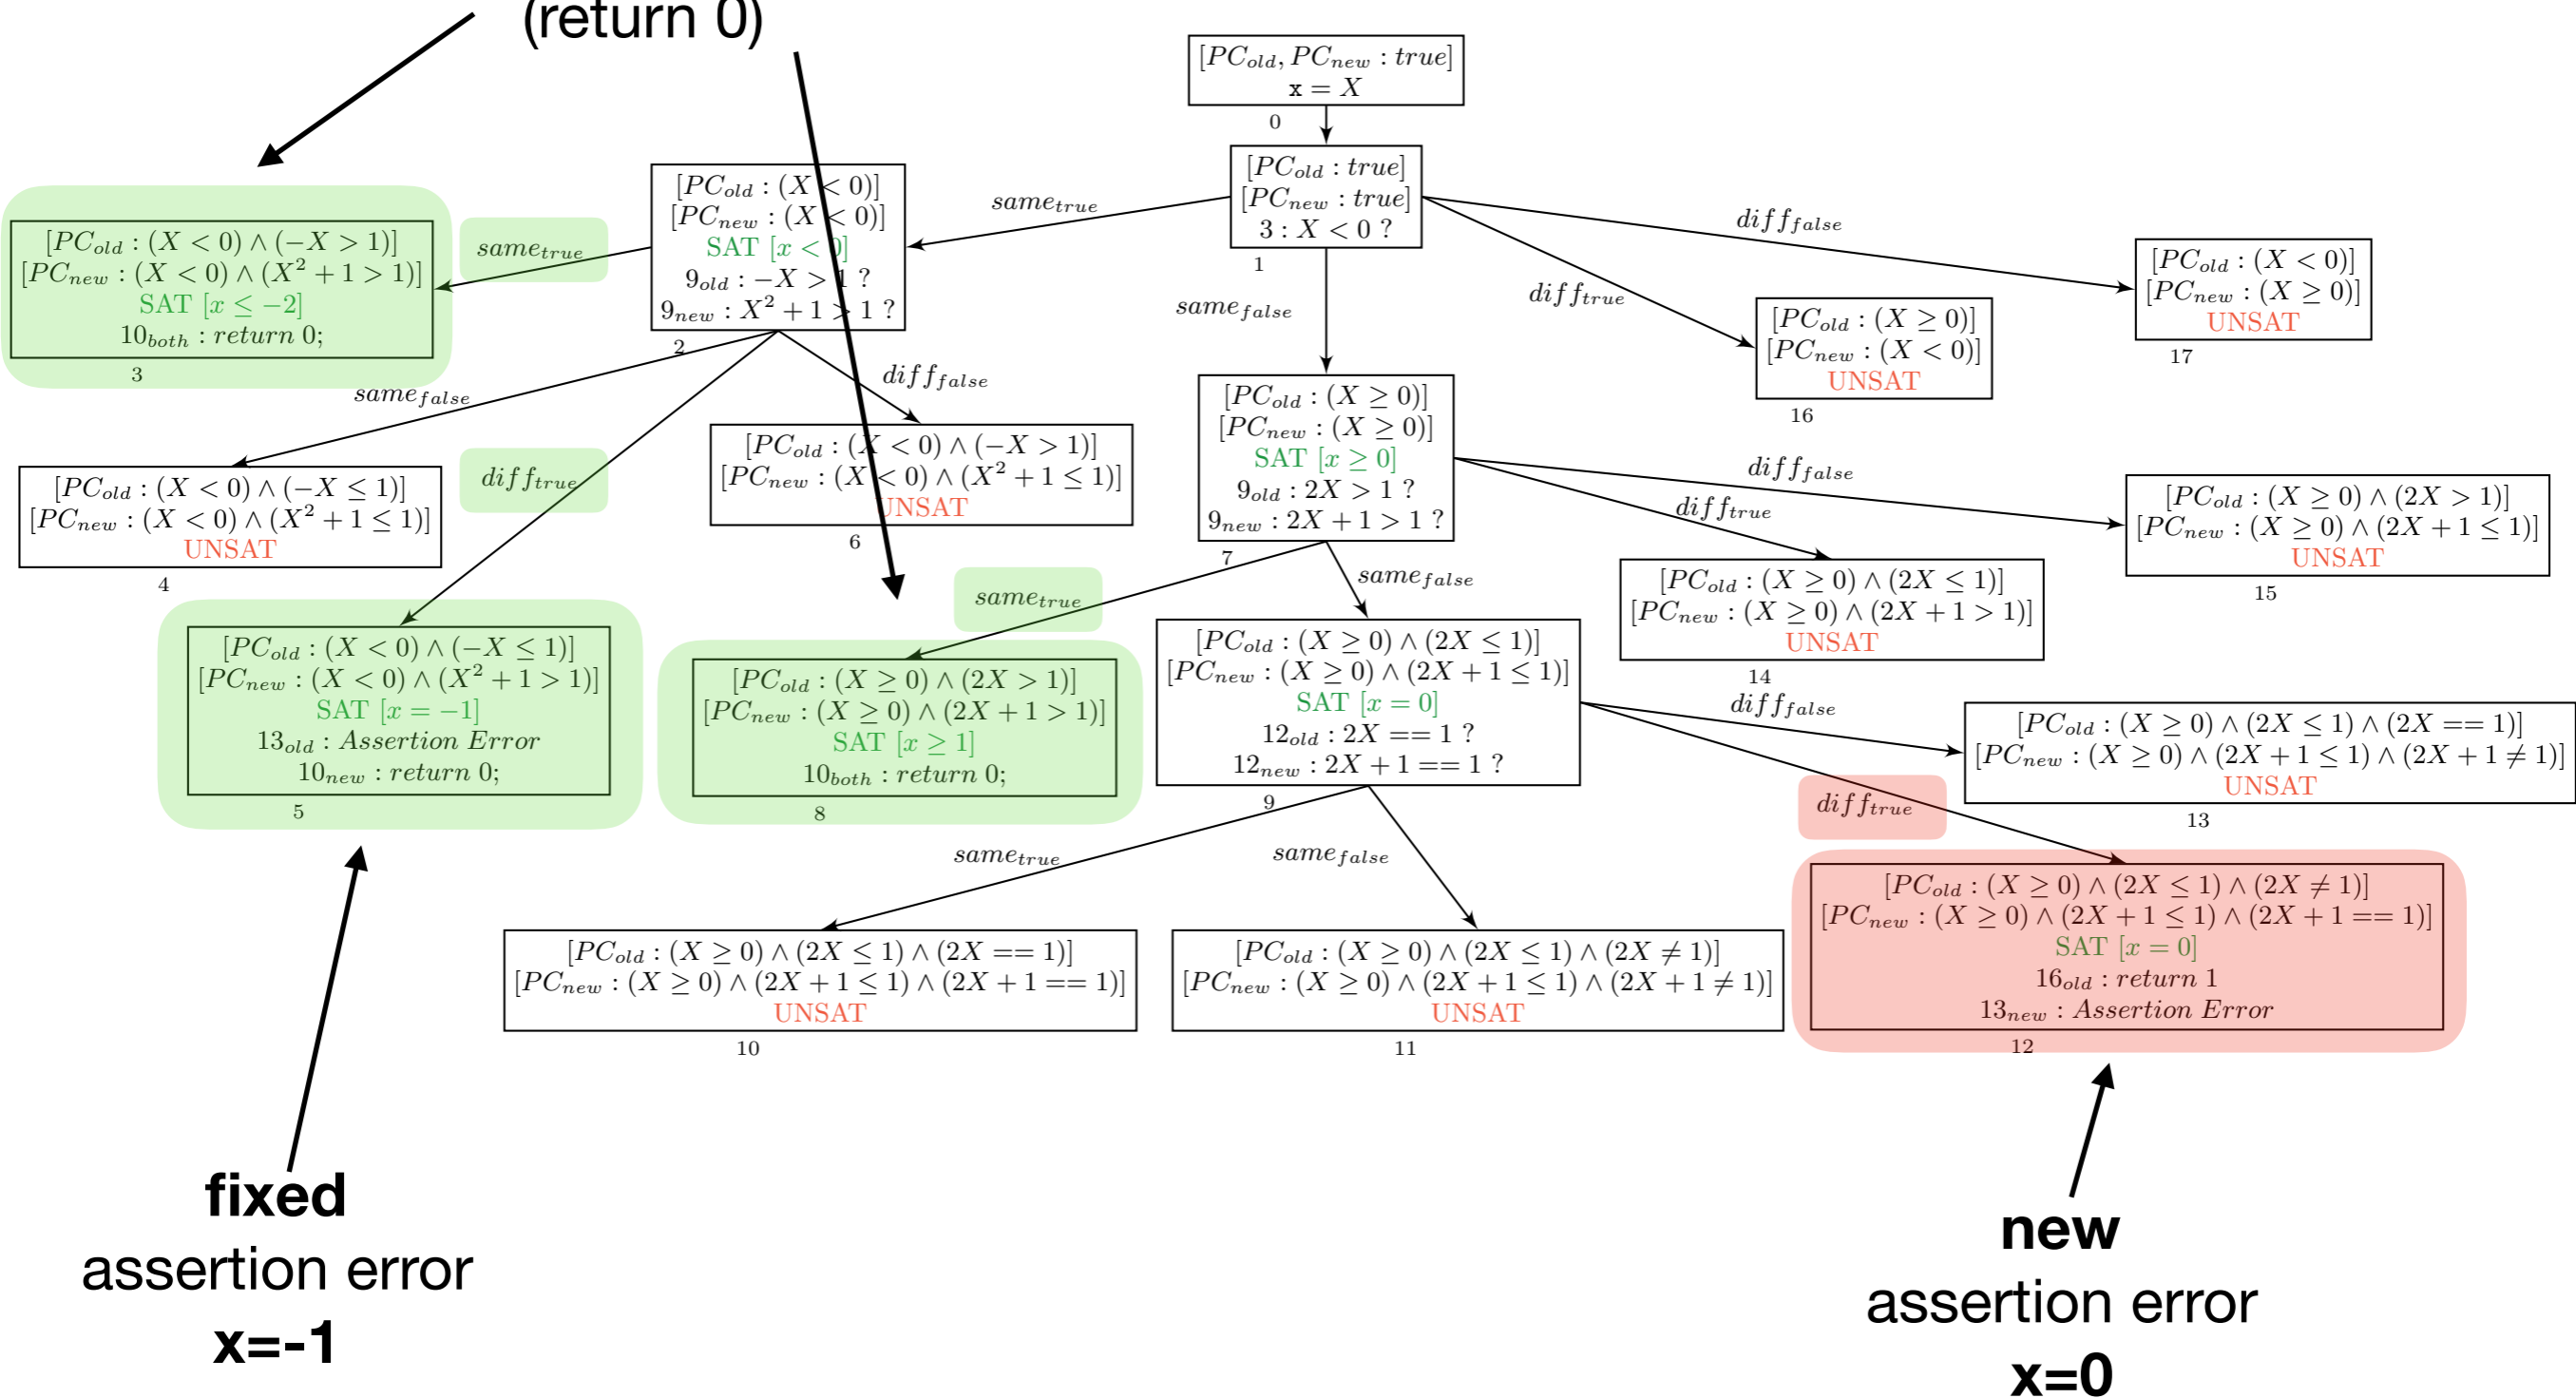 (return 0)
[PC_old, PC_new : true]
x = X
0
[PC_old : true]
[PC_new : true]
3 : X < 0 ?
1
same_true
same_false
diff_true
diff_false
[PC_old : (X < 0)]
[PC_new : (X < 0)]
SAT [x < 0]
9_old : −X > 1 ?
9_new : X² + 1 > 1 ?
2
same_true
same_false
diff_true
diff_false
[PC_old : (X < 0) ∧ (−X > 1)]
[PC_new : (X < 0) ∧ (X² + 1 > 1)]
SAT [x ≤ −2]
10_both : return 0;
3
[PC_old : (X < 0) ∧ (−X ≤ 1)]
[PC_new : (X < 0) ∧ (X² + 1 ≤ 1)]
UNSAT
4
[PC_old : (X < 0) ∧ (−X ≤ 1)]
[PC_new : (X < 0) ∧ (X² + 1 > 1)]
SAT [x = −1]
13_old : Assertion Error
10_new : return 0;
5
[PC_old : (X < 0) ∧ (−X > 1)]
[PC_new : (X < 0) ∧ (X² + 1 ≤ 1)]
UNSAT
6
[PC_old : (X ≥ 0)]
[PC_new : (X ≥ 0)]
SAT [x ≥ 0]
9_old : 2X > 1 ?
9_new : 2X + 1 > 1 ?
7
same_true
same_false
diff_true
diff_false
[PC_old : (X ≥ 0) ∧ (2X > 1)]
[PC_new : (X ≥ 0) ∧ (2X + 1 > 1)]
SAT [x ≥ 1]
10_both : return 0;
8
[PC_old : (X ≥ 0) ∧ (2X ≤ 1)]
[PC_new : (X ≥ 0) ∧ (2X + 1 ≤ 1)]
SAT [x = 0]
12_old : 2X == 1 ?
12_new : 2X + 1 == 1 ?
9
same_true
same_false
diff_true
diff_false
[PC_old : (X ≥ 0) ∧ (2X ≤ 1) ∧ (2X == 1)]
[PC_new : (X ≥ 0) ∧ (2X + 1 ≤ 1) ∧ (2X + 1 == 1)]
UNSAT
10
[PC_old : (X ≥ 0) ∧ (2X ≤ 1) ∧ (2X ≠ 1)]
[PC_new : (X ≥ 0) ∧ (2X + 1 ≤ 1) ∧ (2X + 1 ≠ 1)]
UNSAT
11
[PC_old : (X ≥ 0) ∧ (2X ≤ 1) ∧ (2X ≠ 1)]
[PC_new : (X ≥ 0) ∧ (2X + 1 ≤ 1) ∧ (2X + 1 == 1)]
SAT [x = 0]
16_old : return 1
13_new : Assertion Error
12
[PC_old : (X ≥ 0) ∧ (2X ≤ 1) ∧ (2X == 1)]
[PC_new : (X ≥ 0) ∧ (2X + 1 ≤ 1) ∧ (2X + 1 ≠ 1)]
UNSAT
13
[PC_old : (X ≥ 0) ∧ (2X ≤ 1)]
[PC_new : (X ≥ 0) ∧ (2X + 1 > 1)]
UNSAT
14
[PC_old : (X ≥ 0) ∧ (2X > 1)]
[PC_new : (X ≥ 0) ∧ (2X + 1 ≤ 1)]
UNSAT
15
[PC_old : (X ≥ 0)]
[PC_new : (X < 0)]
UNSAT
16
[PC_old : (X < 0)]
[PC_new : (X ≥ 0)]
UNSAT
17
fixed
assertion error
x=-1
new
assertion error
x=0